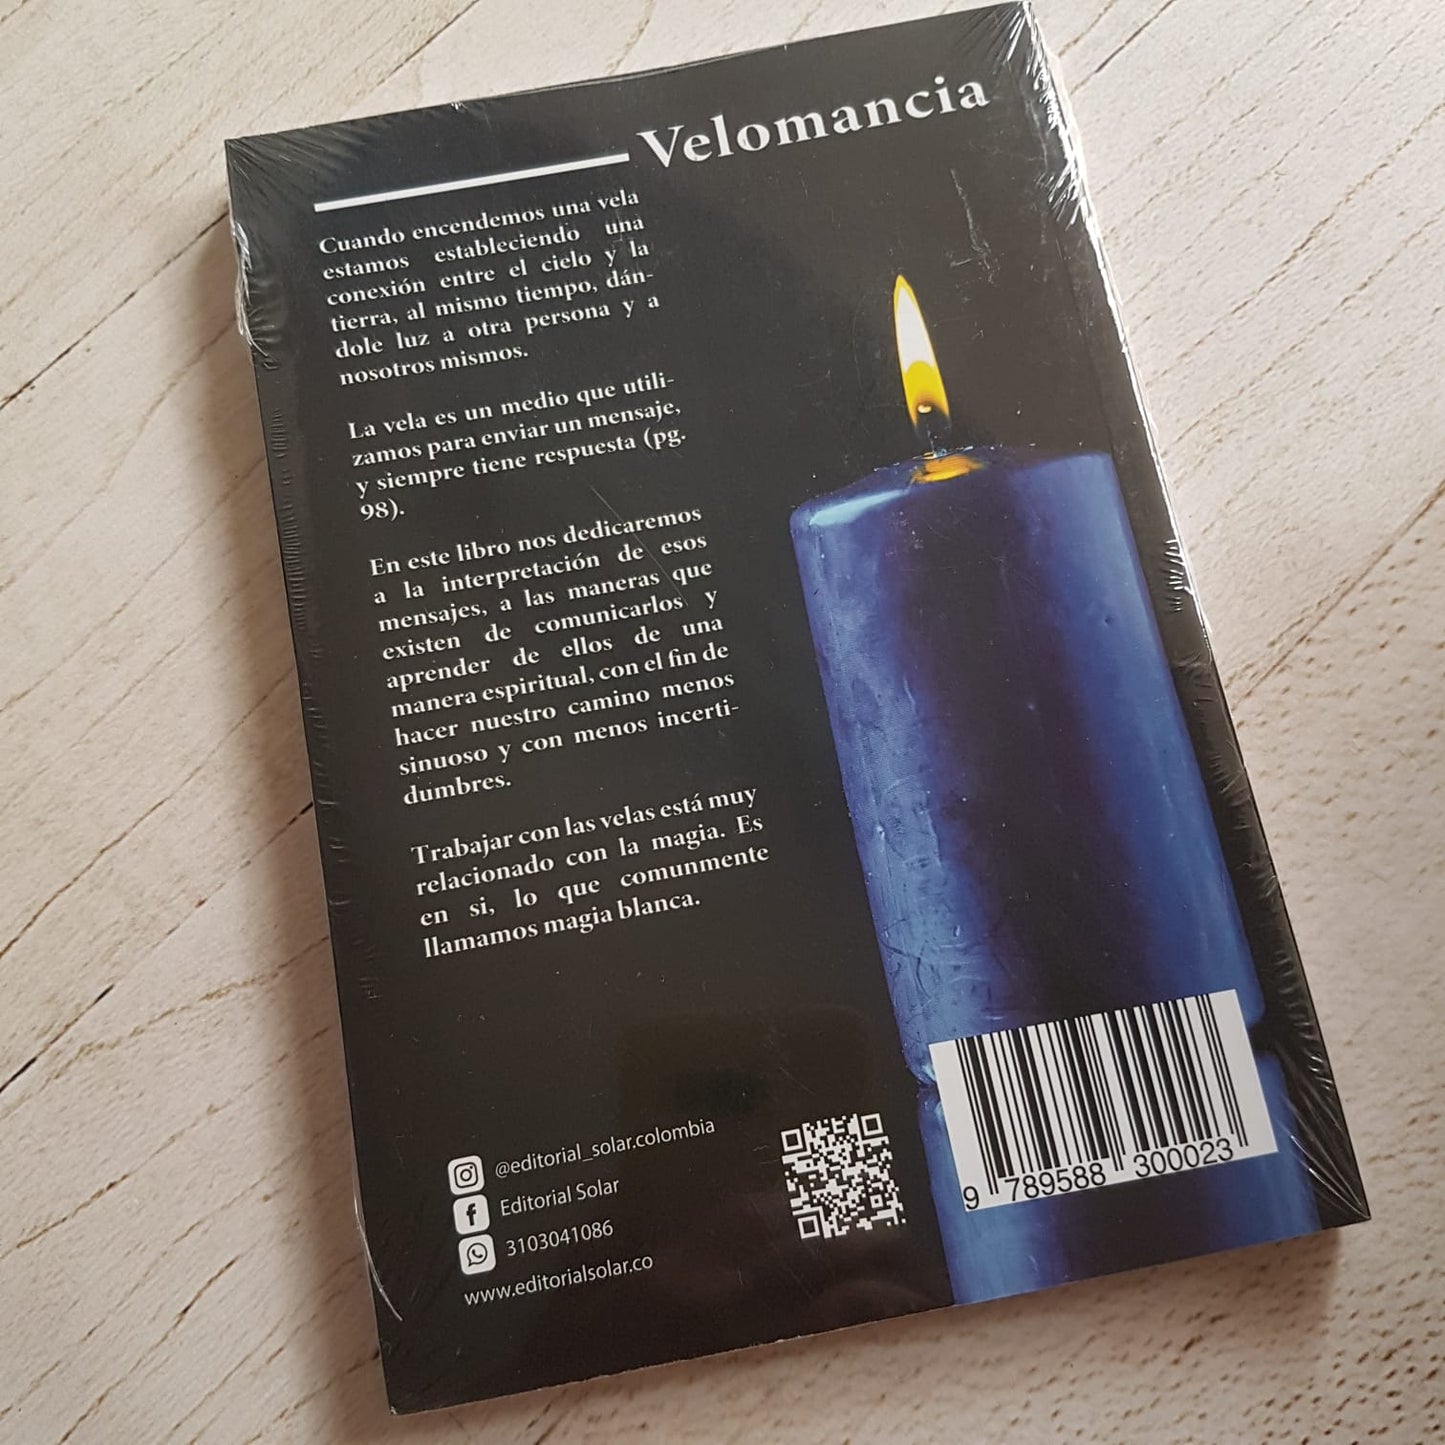 Velomancia
Cuando encendemos una vela
estamos estableciendo una
conexión entre el cielo y la
tierra, al mismo tiempo, dán-
dole luz a otra persona y a
nosotros mismos.
La vela es un medio que utili-
zamos para enviar un mensaje,
y siempre tiene respuesta (pg.
98).
En este libro nos dedicaremos
a la interpretación de esos
mensajes, a las maneras que
existen de comunicarlos y
aprender de ellos de una
manera espiritual, con el fin de
hacer nuestro camino menos
sinuoso y con menos incerti-
dumbres.
Trabajar con las velas está muy
relacionado con la magia. Es
en si, lo que comunmente
llamamos magia blanca.
@editorial_solar.colombia
Editorial Solar
3103041086
www.editorialsolar.co
9 789588 300023